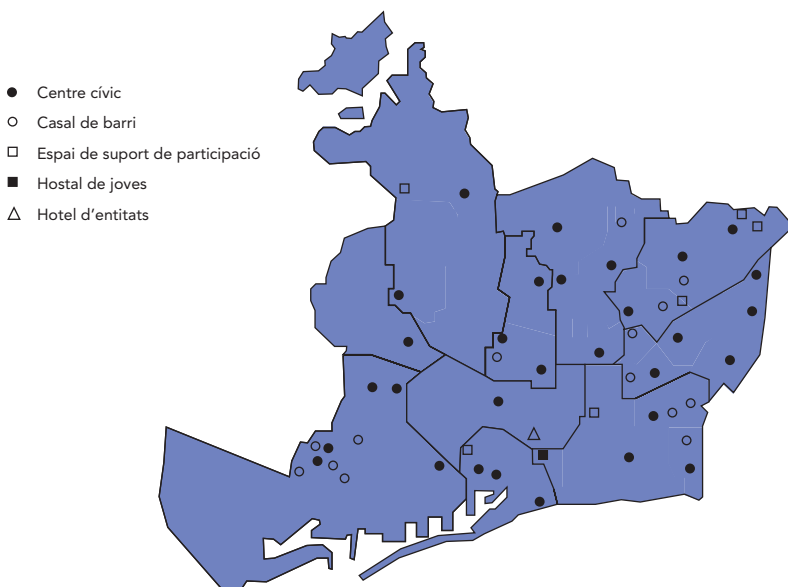 Centre cívic
Casal de barri
Espai de suport de participació
Hostal de joves
Hotel d’entitats